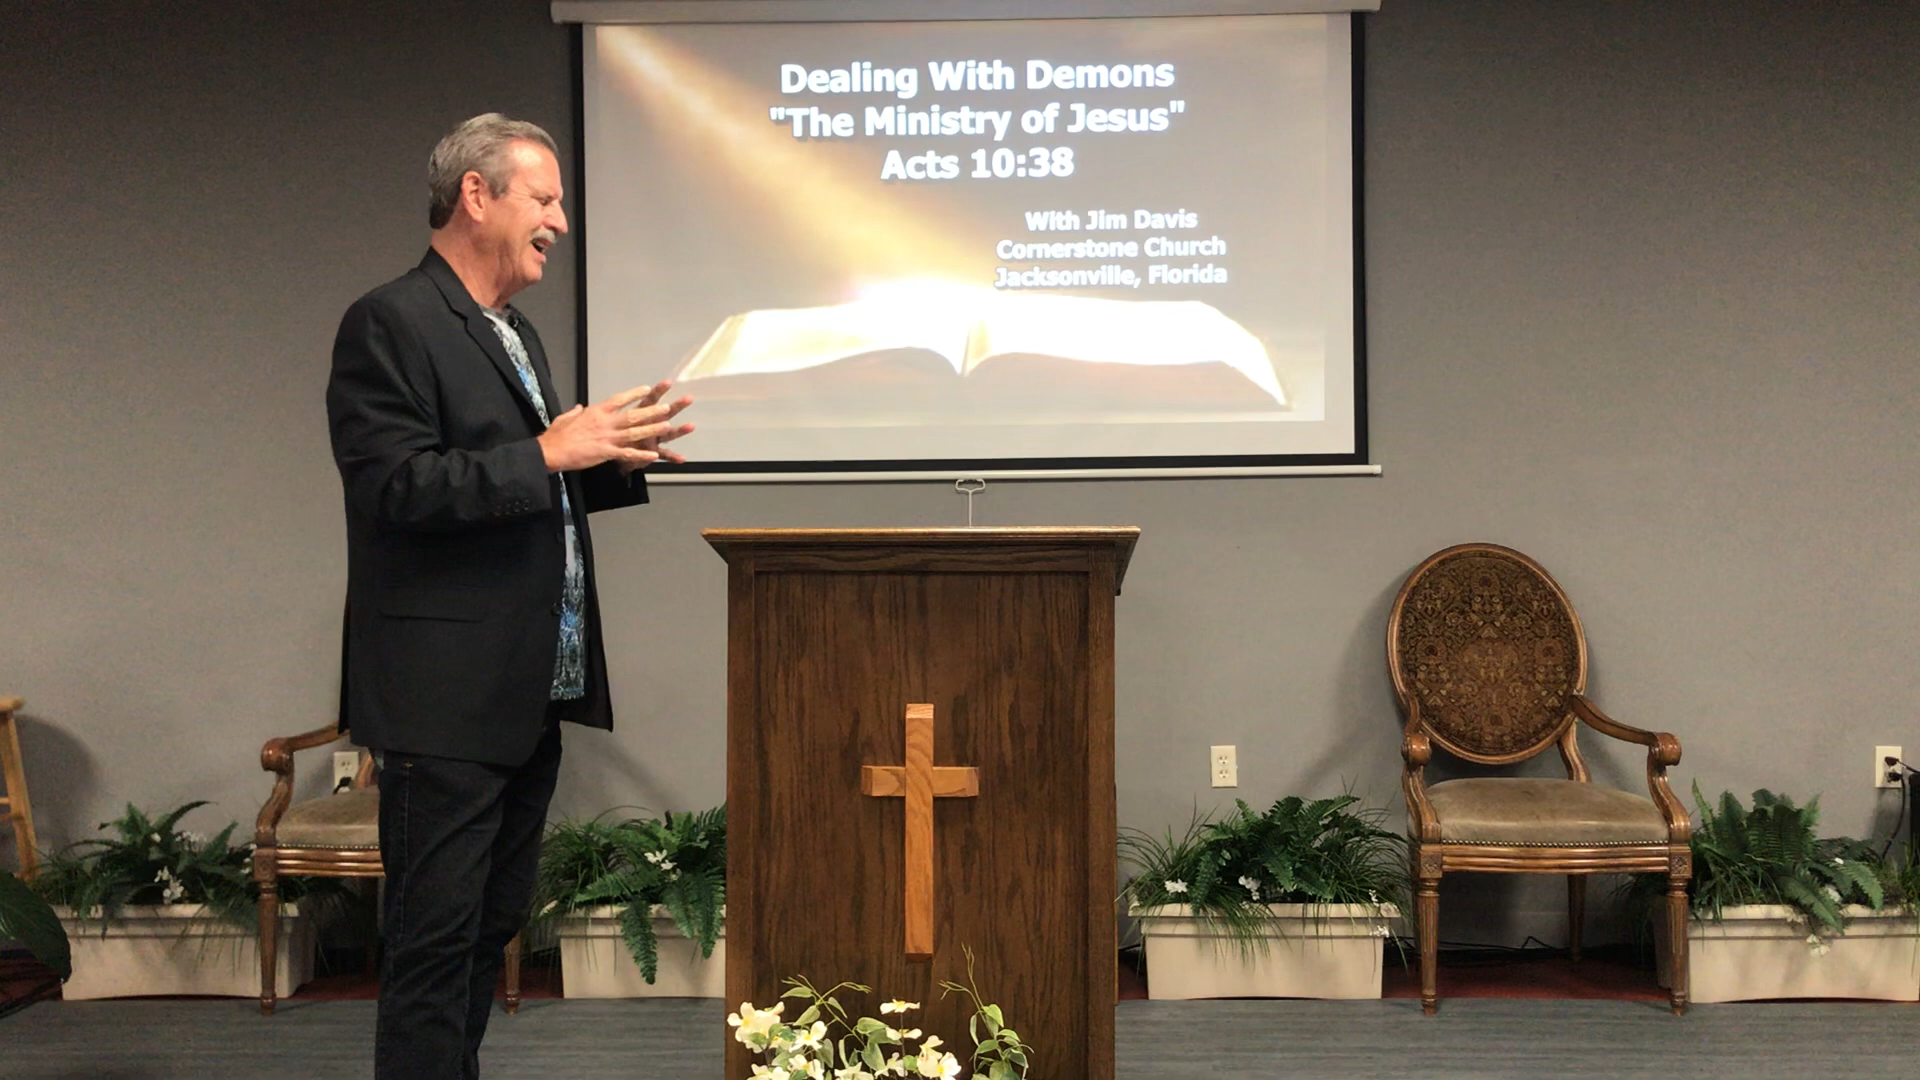 Dealing With Demons
"The Ministry of Jesus"
Acts 10:38
With Jim Davis
Cornerstone Church
Jacksonville, Florida